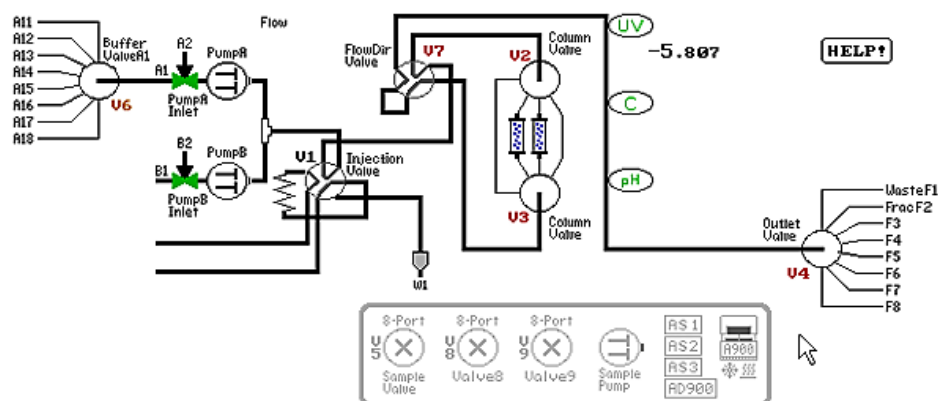 A11
A12
A13
A14
A15
A16
A17
A18
Buffer
ValveA1
V6
A2
A1
PumpA
PumpA
Inlet
Flow
B2
B1
PumpB
PumpB
Inlet
V1
Injection
Valve
W1
FlowDir
Valve
V7
Column
Valve
V2
V3
Column
Valve
UV
-5.807
C
pH
HELP!
Outlet
Valve
V4
WasteF1
FracF2
F3
F4
F5
F6
F7
F8
8-Port
V5
Sample
Valve
8-Port
V8
Valve8
8-Port
V9
Valve9
Sample
Pump
AS1
AS2
AS3
AD900
A900